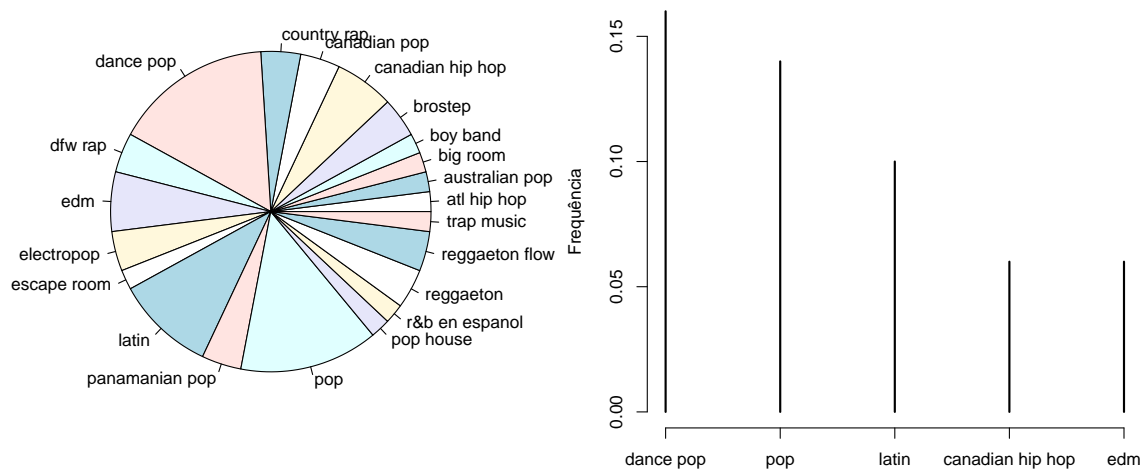 country rap
canadian pop
canadian hip hop
brostep
boy band
big room
australian pop
atl hip hop
trap music
reggaeton flow
reggaeton
r&b en espanol
pop house
pop
panamanian pop
latin
escape room
electropop
edm
dfw rap
dance pop
Frequência
0.15
0.10
0.05
0.00
dance pop pop latin canadian hip hop edm